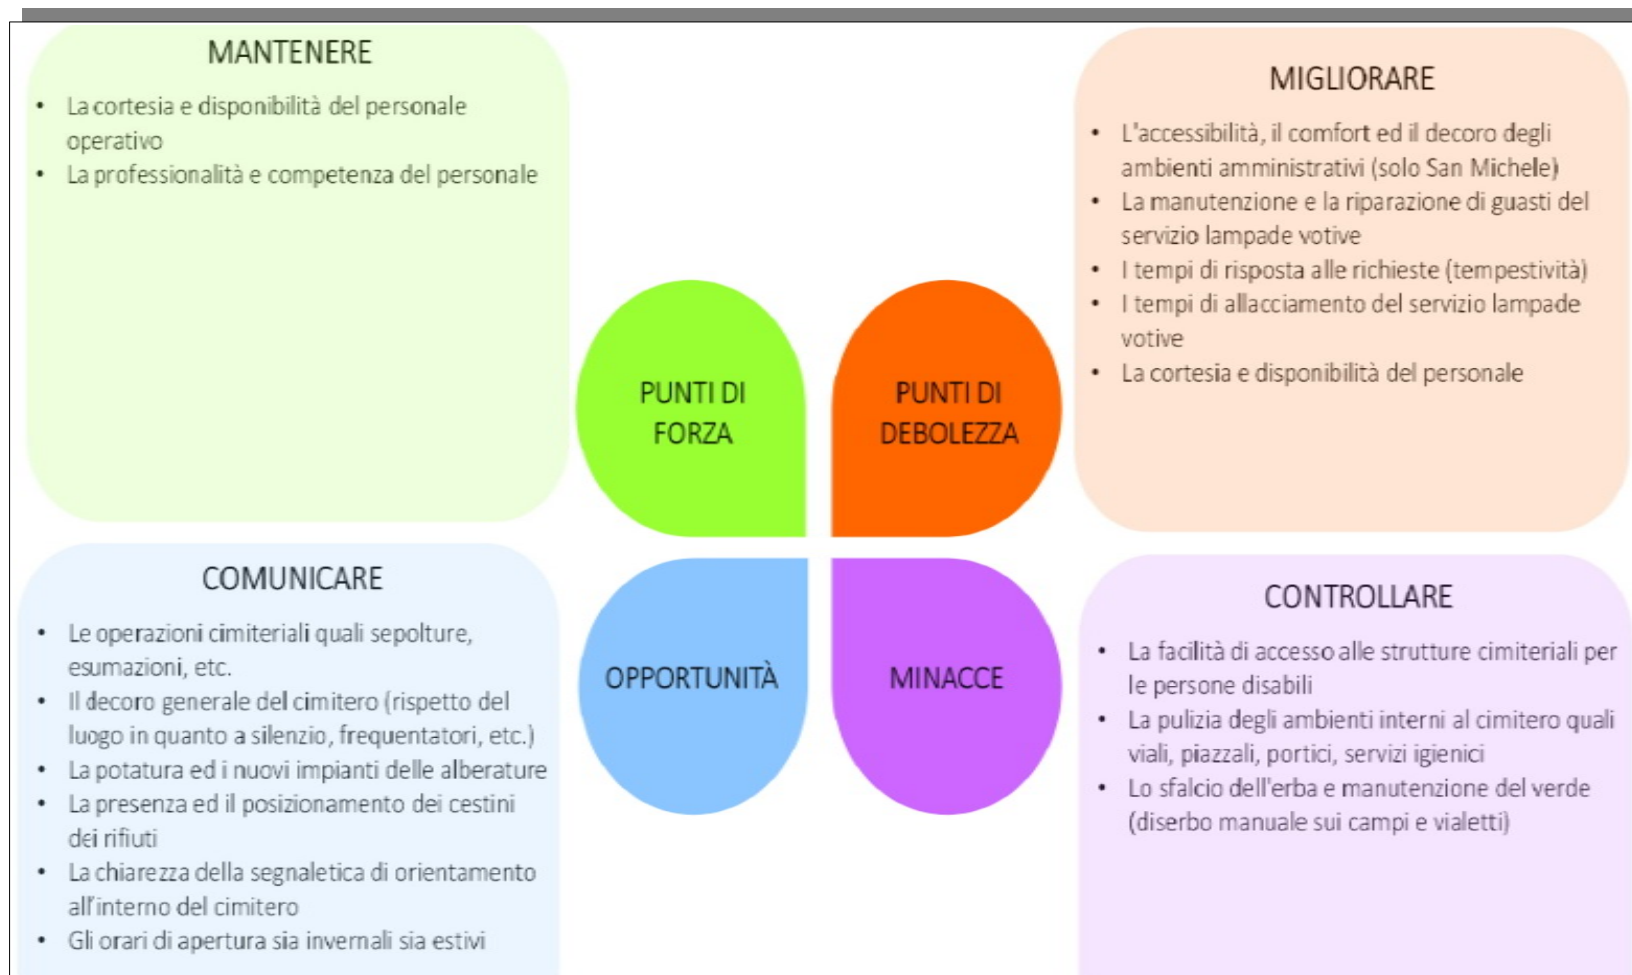 MANTENERE
• La cortesia e disponibilità del personale
operativo
• La professionalità e competenza del personale
MIGLIORARE
• L'accessibilità, il comfort ed il decoro degli
ambienti amministrativi (solo San Michele)
• La manutenzione e la riparazione di guasti del
servizio lampade votive
• I tempi di risposta alle richieste (tempestività)
• I tempi di allacciamento del servizio lampade
votive
• La cortesia e disponibilità del personale
PUNTI DI
FORZA
PUNTI DI
DEBOLEZZA
OPPORTUNITÀ
MINACCE
COMUNICARE
• Le operazioni cimiteriali quali sepolture,
esumazioni, etc.
• Il decoro generale del cimitero (rispetto del
luogo in quanto a silenzio, frequentatori, etc.)
• La potatura ed i nuovi impianti delle alberature
• La presenza ed il posizionamento dei cestini
dei rifiuti
• La chiarezza della segnaletica di orientamento
all'interno del cimitero
• Gli orari di apertura sia invernali sia estivi
CONTROLLARE
• La facilità di accesso alle strutture cimiteriali per
le persone disabili
• La pulizia degli ambienti interni al cimitero quali
viali, piazzali, portici, servizi igienici
• Lo sfalcio dell'erba e manutenzione del verde
(diserbo manuale sui campi e vialetti)